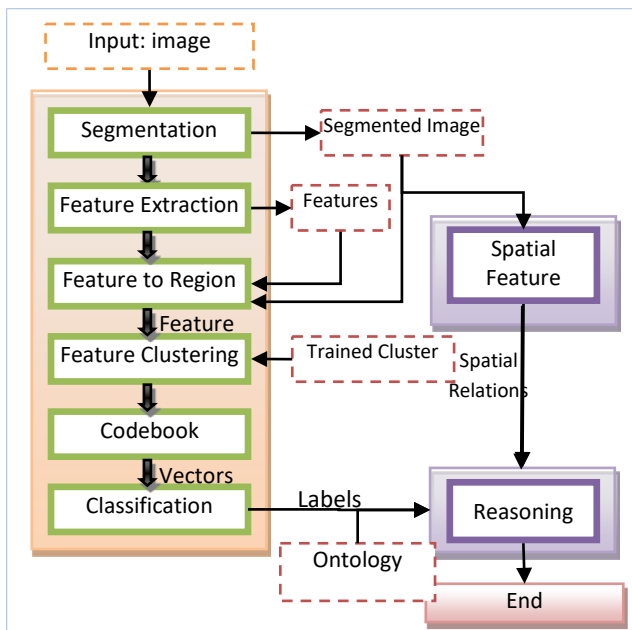 Input: image
Segmentation
Segmented Image
Feature Extraction
Features
Feature to Region
Spatial
Feature
Feature
Feature Clustering
Trained Cluster
Spatial
Relations
Codebook
Vectors
Classification
Labels
Reasoning
Ontology
End